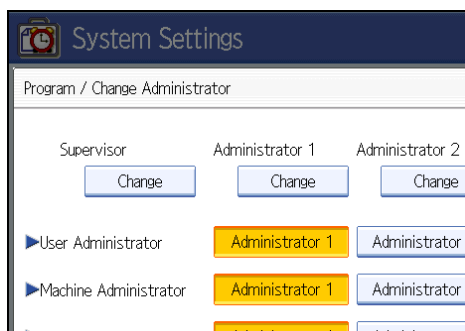 System Settings
Program / Change Administrator
Supervisor Administrator 1 Administrator 2
Change Change Change
User Administrator Administrator 1 Administrator
Machine Administrator Administrator 1 Administrator